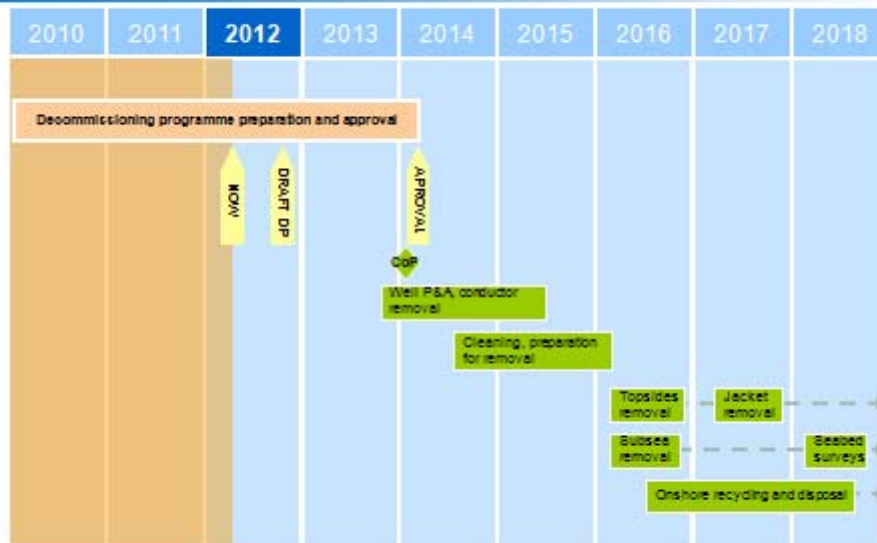 2010 2011 2012 2013 2014 2015 2016 2017 2018
Decommissioning programme preparation and approval
NOW
DRAFT DP
APROVAL
CoP
Well P&A, conductor
removal
Cleaning, preparation
for removal
Topsides
removal
Jacket
removal
Subsea
removal
Seabed
surveys
Onshore recycling and disposal